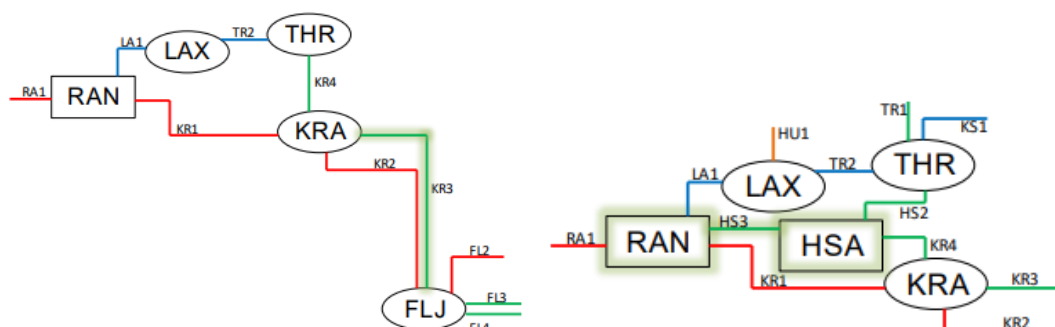 THR
LA1
LAX
TR2
KR4
RA1
RAN
KR1
KRA
KR2
KR3
FL2
FLJ
FL3
FL4
TR1
KS1
HU1
THR
LA1
LAX
TR2
HS2
HS3
RA1
RAN
HSA
KR4
KR1
KRA
KR3
KR2